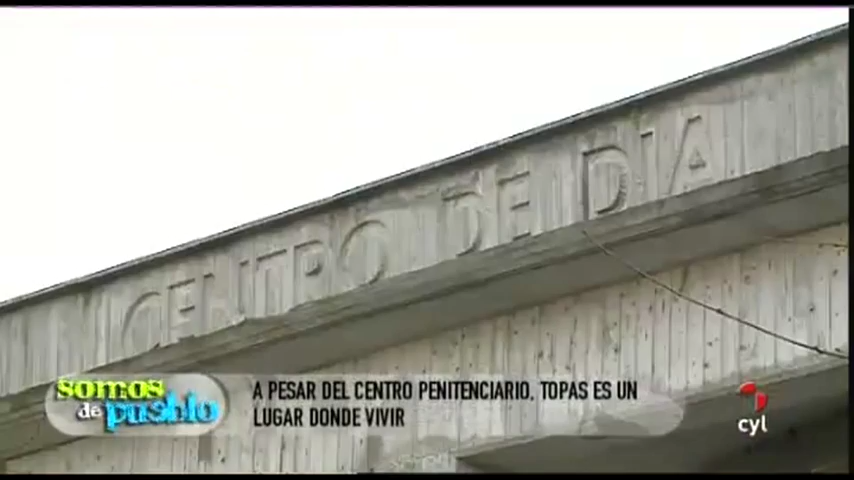 CENTRO DE DIA
somos
de pueblo
A PESAR DEL CENTRO PENITENCIARIO, TOPAS ES UN
LUGAR DONDE VIVIR
cyl